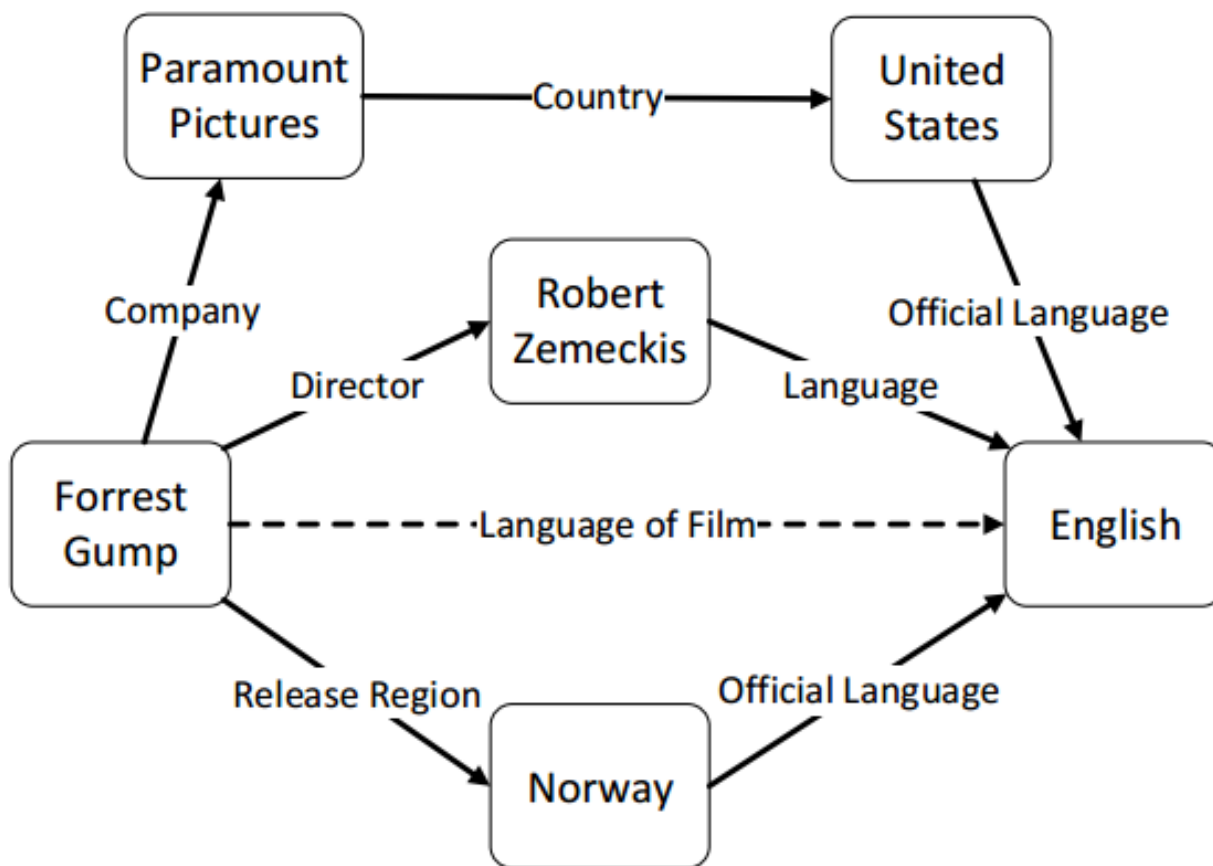 Paramount
Pictures
Country
United
States
Company
Official Language
Robert
Zemeckis
Director
Language
Forrest
Gump
Language of Film
English
Release Region
Official Language
Norway